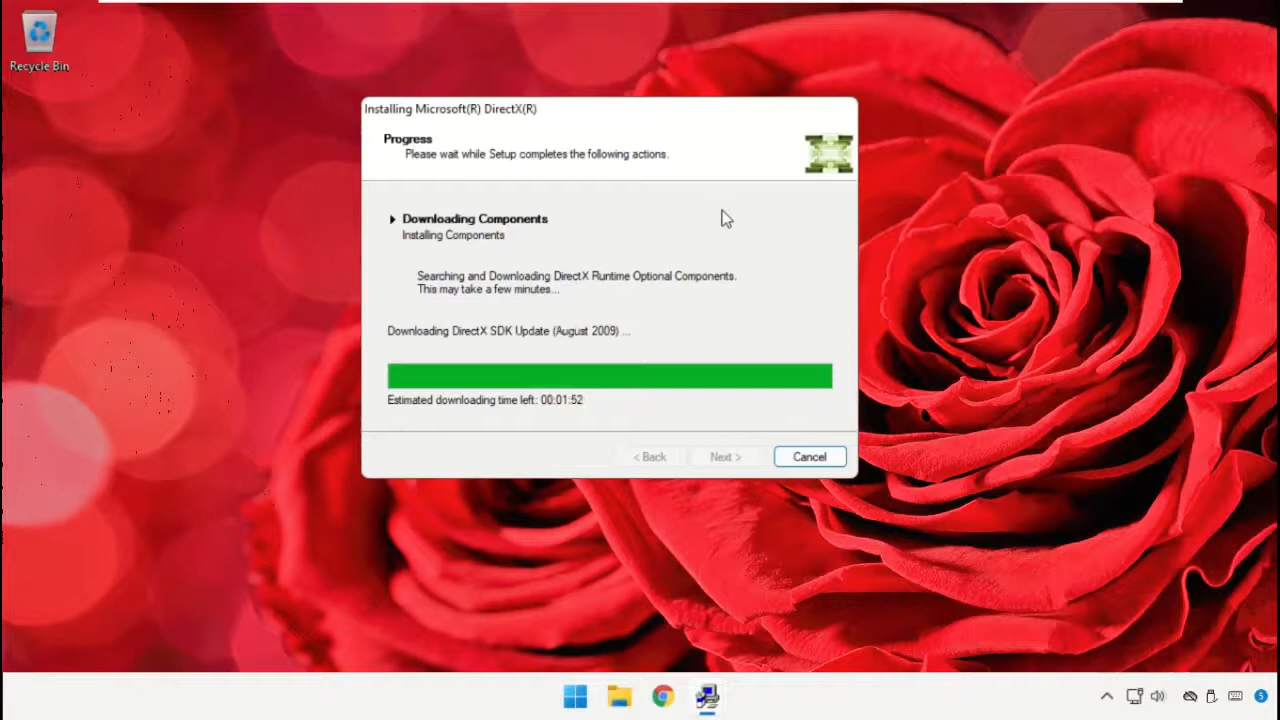 Recycle Bin
Installing Microsoft(R) DirectX(R)
Progress
Please wait while Setup completes the following actions.
Downloading Components
Installing Components
Searching and Downloading DirectX Runtime Optional Components.
This may take a few minutes...
Downloading DirectX SDK Update (August 2009) ...
Estimated downloading time left: 00:01:52
< Back
Next >
Cancel
5